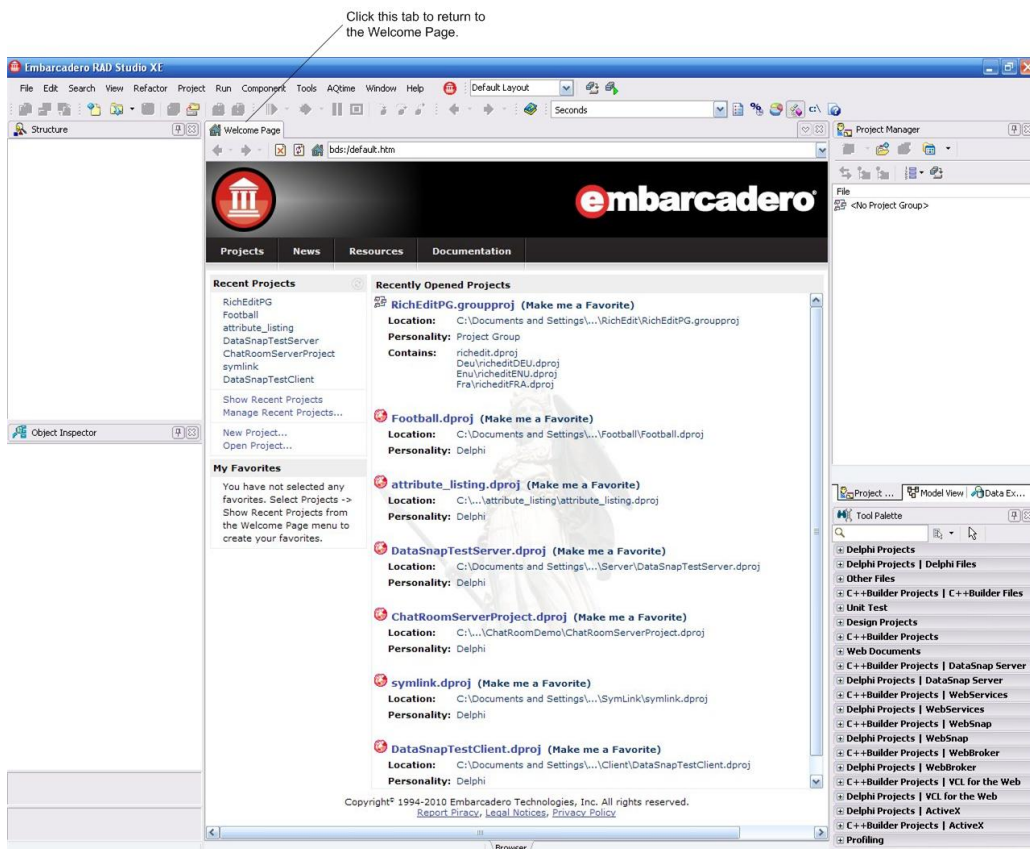 Click this tab to return to
the Welcome Page.
Embarcadero RAD Studio XE
File Edit Search View Refactor Project Run Component Tools AQtime Window Help Default Layout
Seconds
Structure
Welcome Page
bds:/default.htm
embarcadero®
Projects News Resources Documentation
Recent Projects
RichEditPG
Football
attribute_listing
DataSnapTestServer
ChatRoomServerProject
symlink
DataSnapTestClient
Show Recent Projects
Manage Recent Projects...
New Project...
Open Project...
My Favorites
You have not selected any
favorites. Select Projects ->
Show Recent Projects from
the Welcome Page menu to
create your favorites.
Recently Opened Projects
RichEditPG.groupproj (Make me a Favorite)
Location: C:\Documents and Settings\...\RichEdit\RichEditPG.groupproj
Personality: Project Group
Contains: richedit.dproj
Deu\richeditDEU.dproj
Enu\richeditENU.dproj
Fra\richeditFRA.dproj
Football.dproj (Make me a Favorite)
Location: C:\Documents and Settings\...\Football\Football.dproj
Personality: Delphi
attribute_listing.dproj (Make me a Favorite)
Location: C:\...\attribute_listing\attribute_listing.dproj
Personality: Delphi
DataSnapTestServer.dproj (Make me a Favorite)
Location: C:\Documents and Settings\...\Server\DataSnapTestServer.dproj
Personality: Delphi
ChatRoomServerProject.dproj (Make me a Favorite)
Location: C:\...\ChatRoomDemo\ChatRoomServerProject.dproj
Personality: Delphi
symlink.dproj (Make me a Favorite)
Location: C:\Documents and Settings\...\SymLink\symlink.dproj
Personality: Delphi
DataSnapTestClient.dproj (Make me a Favorite)
Location: C:\Documents and Settings\...\Client\DataSnapTestClient.dproj
Personality: Delphi
Copyright© 1994-2010 Embarcadero Technologies, Inc. All rights reserved.
Report Piracy, Legal Notices, Privacy Policy
Browser
Object Inspector
Project Manager
File
<No Project Group>
Project ... Model View Data Ex...
Tool Palette
Delphi Projects
Delphi Projects | Delphi Files
Other Files
C++Builder Projects | C++Builder Files
Unit Test
Design Projects
C++Builder Projects
Web Documents
C++Builder Projects | DataSnap Server
Delphi Projects | DataSnap Server
C++Builder Projects | WebServices
Delphi Projects | WebServices
C++Builder Projects | WebSnap
Delphi Projects | WebSnap
C++Builder Projects | WebBroker
Delphi Projects | WebBroker
C++Builder Projects | VCL for the Web
Delphi Projects | VCL for the Web
Delphi Projects | ActiveX
C++Builder Projects | ActiveX
Profiling